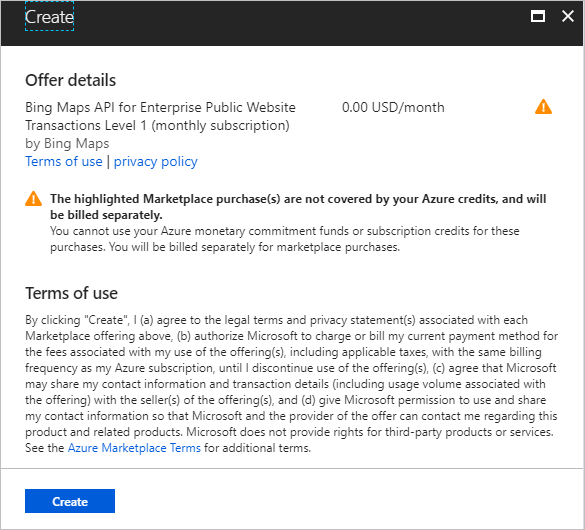 Create
Offer details
Bing Maps API for Enterprise Public Website 0.00 USD/month
Transactions Level 1 (monthly subscription)
by Bing Maps
Terms of use | privacy policy
The highlighted Marketplace purchase(s) are not covered by your Azure credits, and will
be billed separately.
You cannot use your Azure monetary commitment funds or subscription credits for these
purchases. You will be billed separately for marketplace purchases.
Terms of use
By clicking "Create", I (a) agree to the legal terms and privacy statement(s) associated with each
Marketplace offering above, (b) authorize Microsoft to charge or bill my current payment method for
the fees associated with my use of the offering(s), including applicable taxes, with the same billing
frequency as my Azure subscription, until I discontinue use of the offering(s), (c) agree that Microsoft
may share my contact information and transaction details (including usage volume associated with
the offering) with the seller(s) of the offering(s), and (d) give Microsoft permission to use and share
my contact information so that Microsoft and the provider of the offer can contact me regarding this
product and related products. Microsoft does not provide rights for third-party products or services.
See the Azure Marketplace Terms for additional terms.
Create